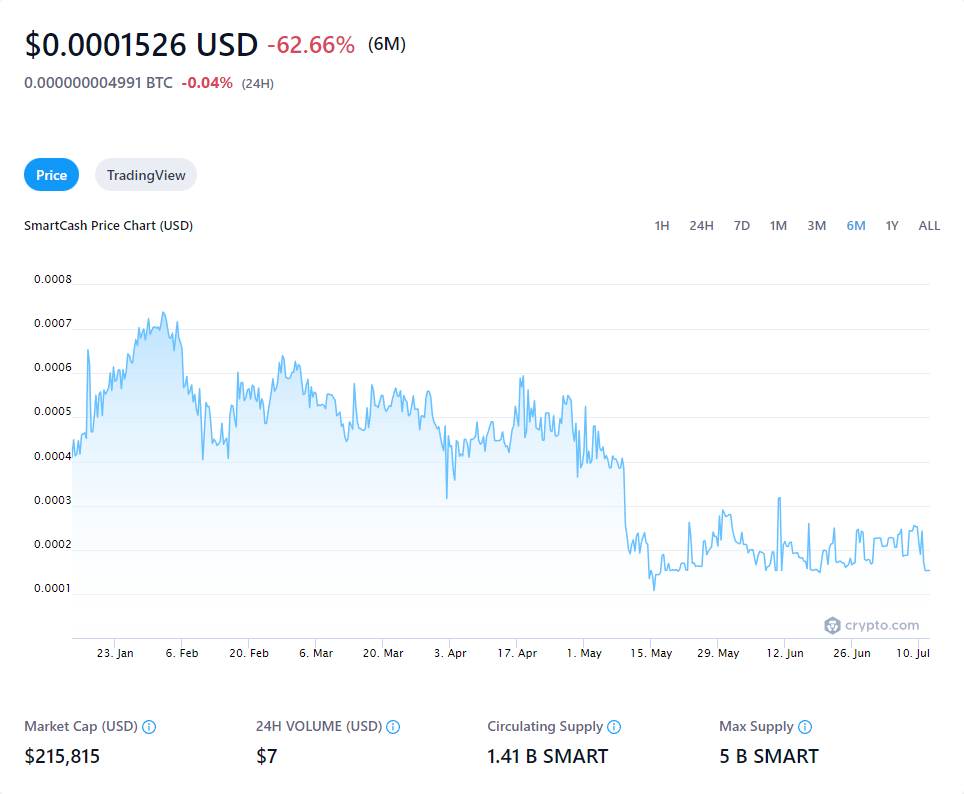 $0.0001526 USD -62.66% (6M)
0.000000004991 BTC -0.04% (24H)
Price TradingView
SmartCash Price Chart (USD) 1H 24H 7D 1M 3M 6M 1Y ALL
0.0008
0.0007
0.0006
0.0005
0.0004
0.0003
0.0002
0.0001
crypto.com
23. Jan 6. Feb 20. Feb 6. Mar 20. Mar 3. Apr 17. Apr 1. May 15. May 29. May 12. Jun 26. Jun 10. Jul
Market Cap (USD) 24H VOLUME (USD) Circulating Supply Max Supply
$215,815 $7 1.41 B SMART 5 B SMART